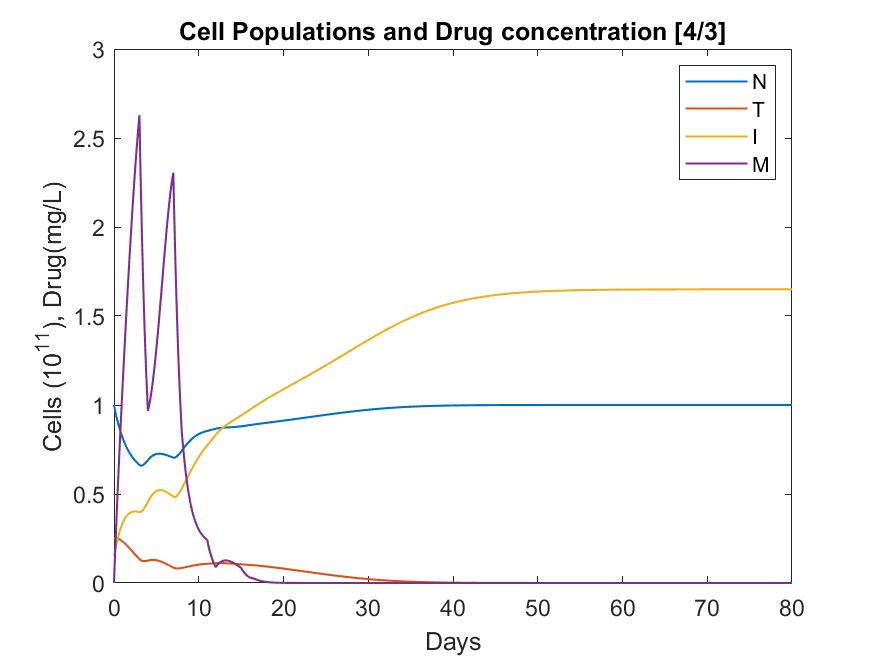 Cell Populations and Drug concentration [4/3]
Cells (10^11), Drug(mg/L)
3
2.5
2
1.5
1
0.5
0
N
T
I
M
0 10 20 30 40 50 60 70 80
Days